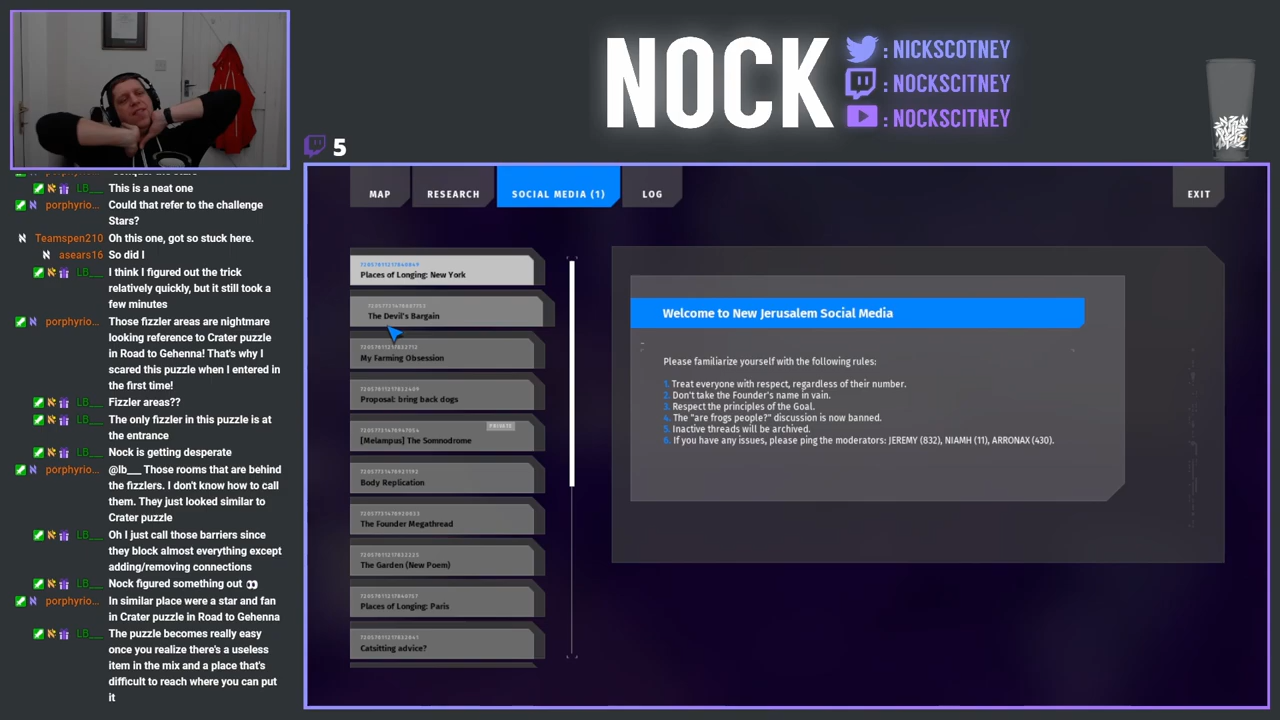 NOCK
: NICKSCOTNEY
: NOCKSCITNEY
: NOCKSCITNEY
5
LB__ This is a neat one
porphyrio... Could that refer to the challenge
Stars?
Teamspen210 Oh this one, got so stuck here.
asears16 So did I
LB__ I think I figured out the trick
relatively quickly, but it still took a
few minutes
porphyrio... Those fizzler areas are nightmare
looking reference to Crater puzzle
in Road to Gehenna! That's why I
scared this puzzle when I entered in
the first time!
LB__ Fizzler areas??
LB__ The only fizzler in this puzzle is at
the entrance
LB__ Nock is getting desperate
porphyrio... @lb__ Those rooms that are behind
the fizzlers. I don't know how to call
them. They just looked similar to
Crater puzzle
LB__ Oh I just call those barriers since
they block almost everything except
adding/removing connections
LB__ Nock figured something out 👀
porphyrio... In similar place were a star and fan
in Crater puzzle in Road to Gehenna
LB__ The puzzle becomes really easy
once you realize there's a useless
item in the mix and a place that's
difficult to reach where you can put
it
MAP
RESEARCH
SOCIAL MEDIA (1)
LOG
EXIT
Places of Longing: New York
The Devil's Bargain
My Farming Obsession
Proposal: bring back dogs
PRIVATE
[Melampus] The Somnodrome
Body Replication
The Founder Megathread
The Garden (New Poem)
Places of Longing: Paris
Catsitting advice?
Welcome to New Jerusalem Social Media
Please familiarize yourself with the following rules:
1. Treat everyone with respect, regardless of their number.
2. Don't take the Founder's name in vain.
3. Respect the principles of the Goal.
4. The "are frogs people?" discussion is now banned.
5. Inactive threads will be archived.
6. If you have any issues, please ping the moderators: JEREMY (832), NIAMH (11), ARRONAX (430).